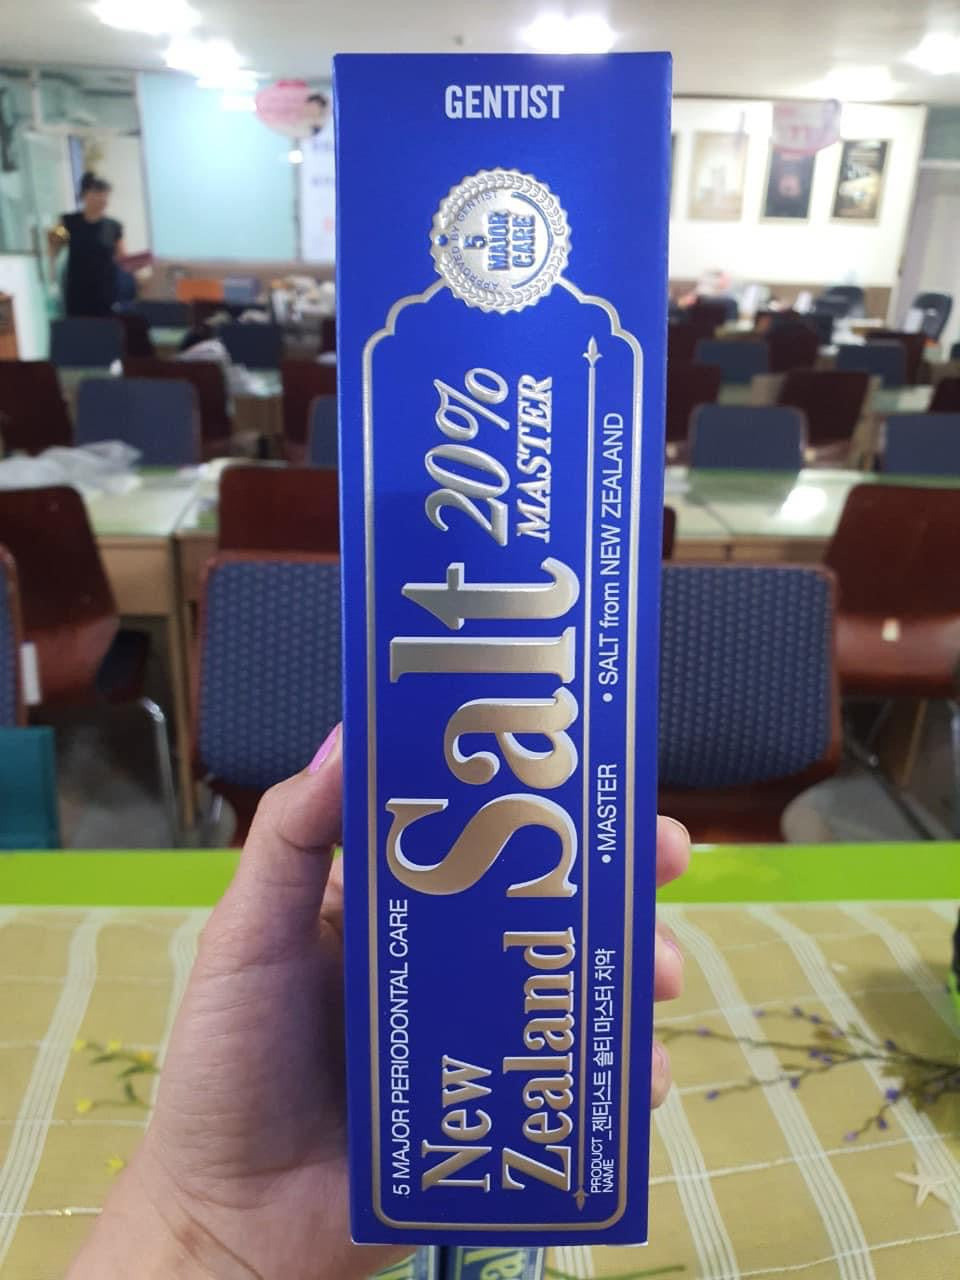 GENTIST
APPROVED BY GENTIST
5
MAJOR
CARE
5 MAJOR PERIODONTAL CARE
New
Zealand
Salt 20%
MASTER
PRODUCT
NAME _젠티스트 솔티 마스터 치약
•MASTER
• SALT from NEW ZEALAND